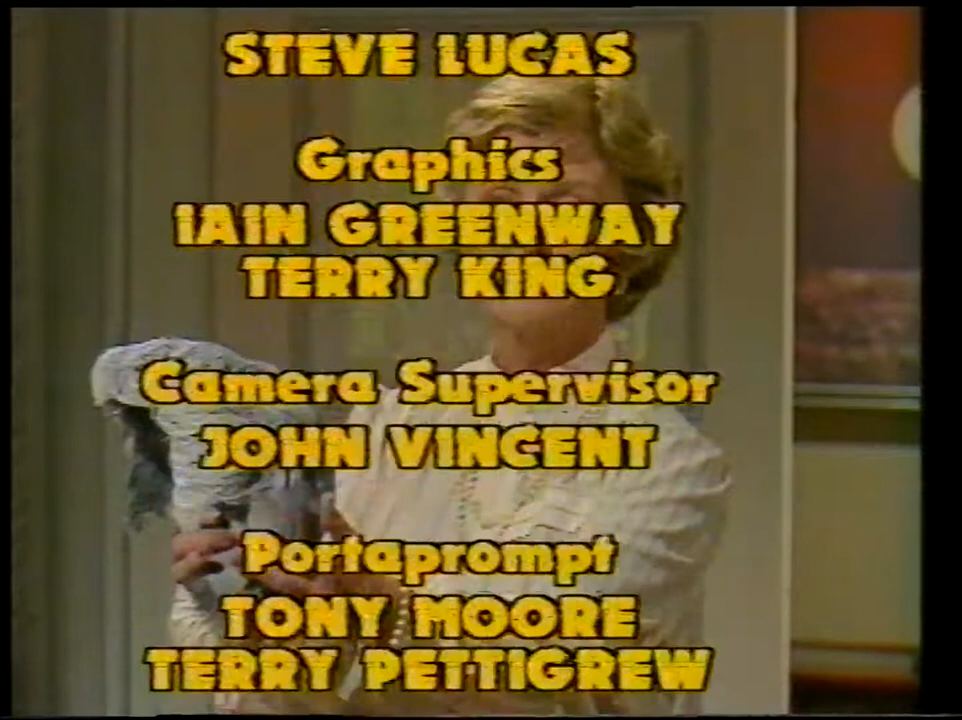 STEVE LUCAS
Graphics
IAIN GREENWAY
TERRY KING
Camera Supervisor
JOHN VINCENT
Portaprompt
TONY MOORE
TERRY PETTIGREW